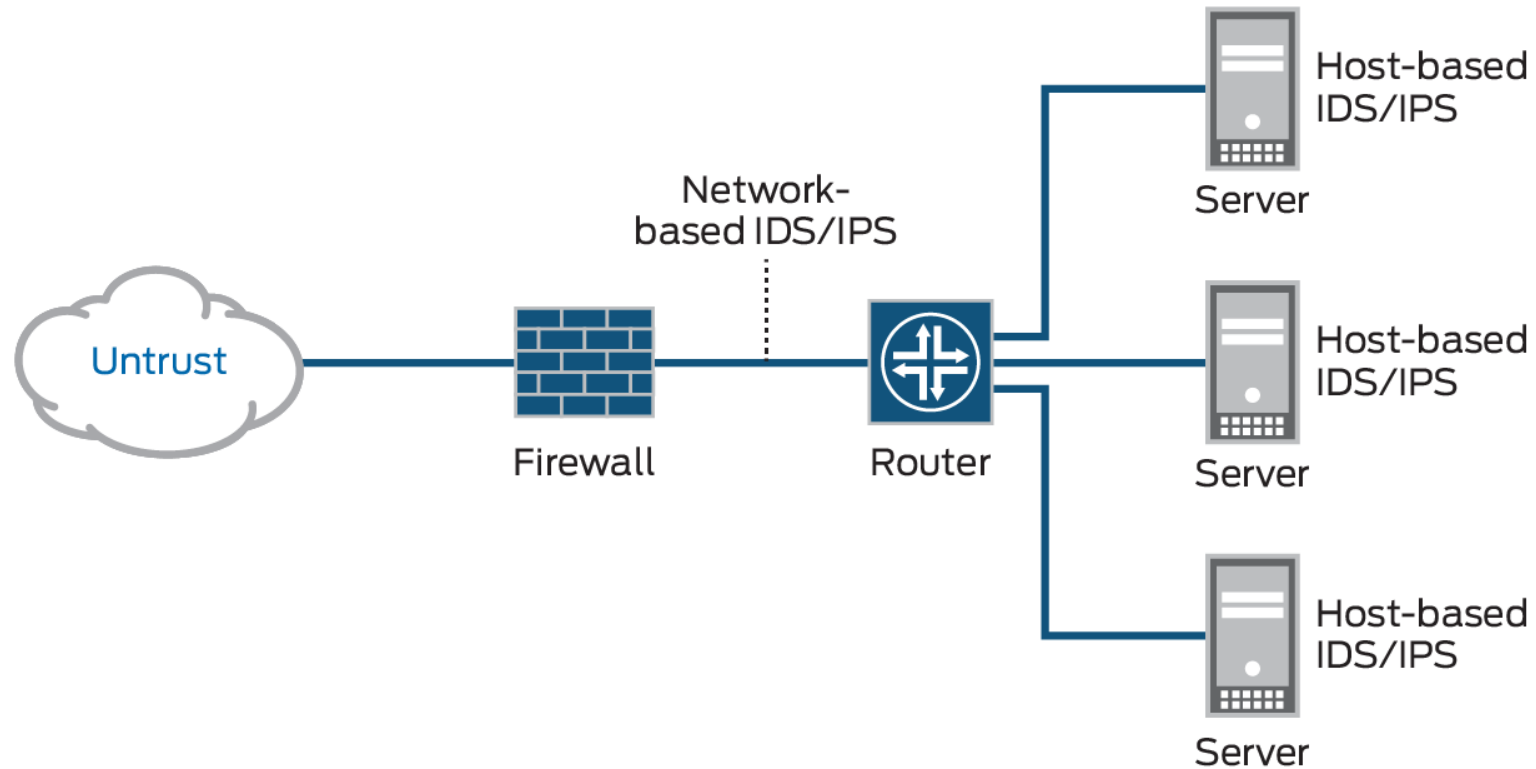 Untrust
Firewall
Network-
based IDS/IPS
Router
Host-based
IDS/IPS
Server
Host-based
IDS/IPS
Server
Host-based
IDS/IPS
Server